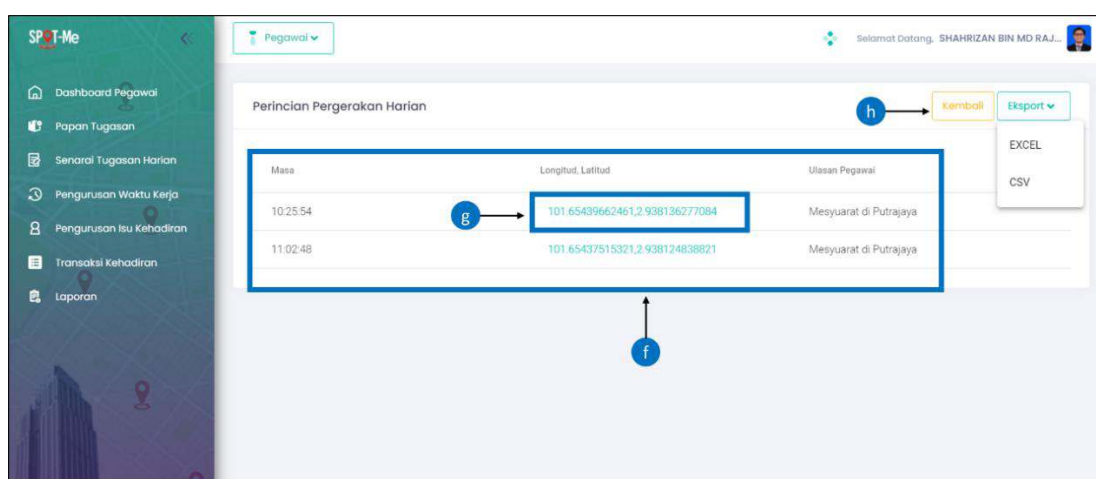 SPOT-Me
Pegawai
Selamat Datang, SHAHRIZAN BIN MD RAJ...
Dashboard Pegawai
Papan Tugasan
Senarai Tugasan Harian
Pengurusan Waktu Kerja
Pengurusan Isu Kehadiran
Transaksi Kehadiran
Laporan
Perincian Pergerakan Harian
h
Kembali
Eksport
EXCEL
CSV
Masa
Longitud, Latitud
Ulasan Pegawai
10:25:54
g
101.65439662461,2.938136277084
Mesyuarat di Putrajaya
11:02:48
101.65437515321,2.938124838821
Mesyuarat di Putrajaya
f